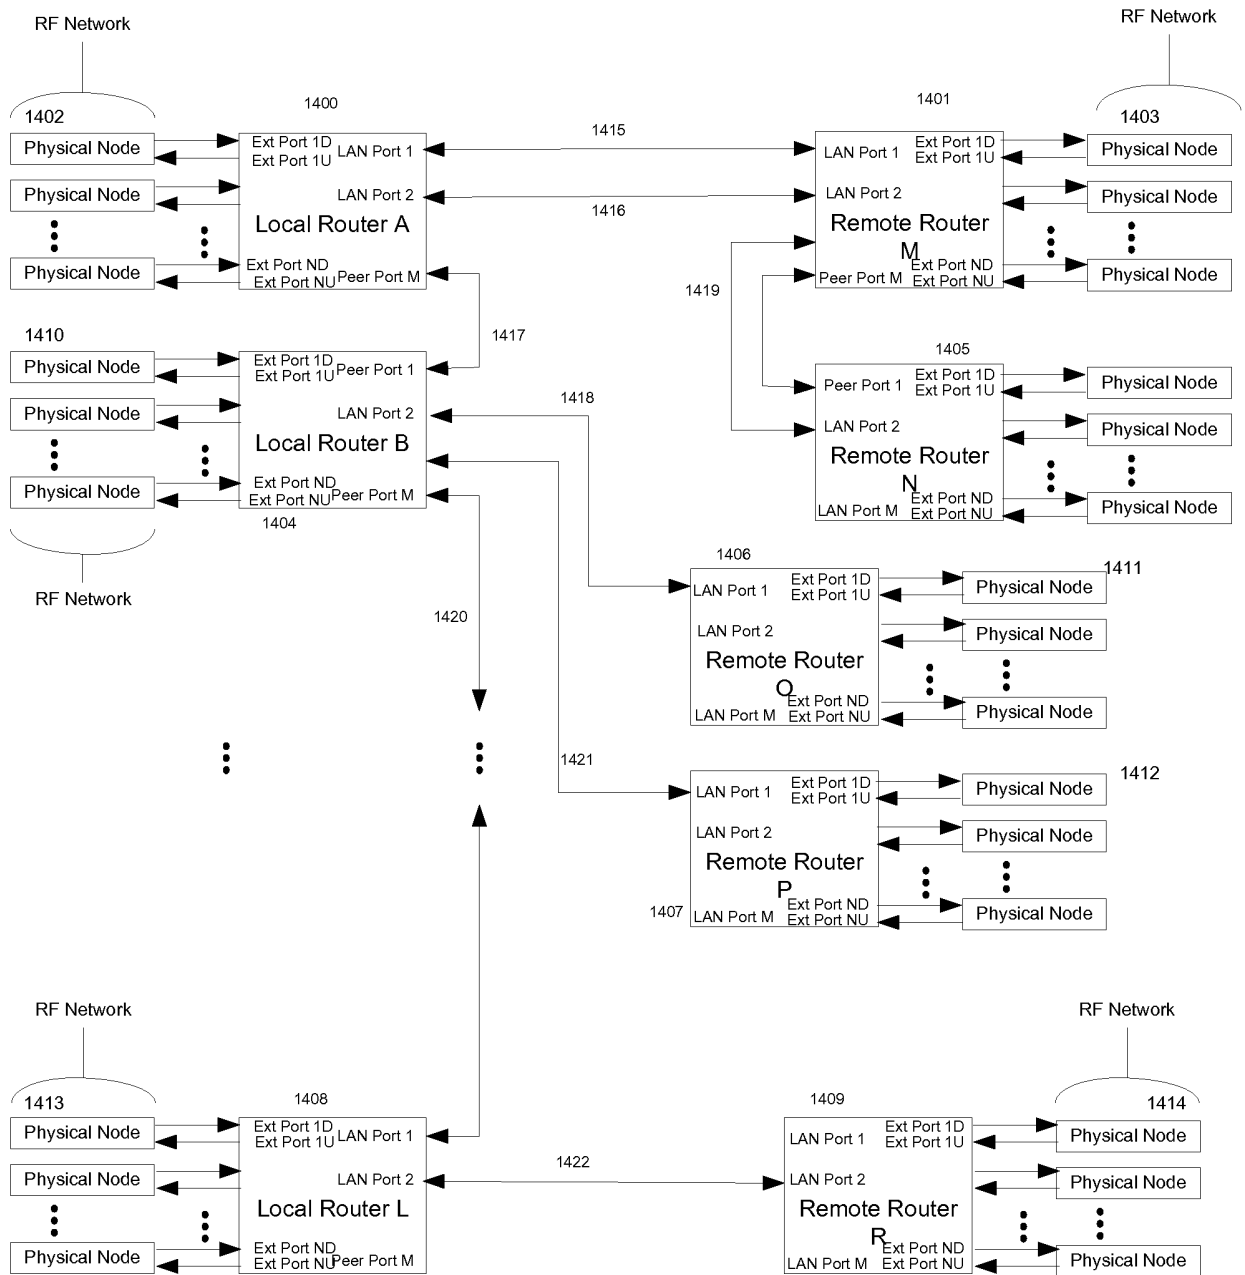 RF Network
RF Network
1402
1400
1401
1403
Physical Node
Ext Port 1D
Ext Port 1U
LAN Port 1
1415
LAN Port 1
Ext Port 1D
Ext Port 1U
Physical Node
Physical Node
LAN Port 2
1416
LAN Port 2
Physical Node
Local Router A
Remote Router
M
Physical Node
Ext Port ND
Ext Port NU
Peer Port M
1419
Peer Port M
Ext Port ND
Ext Port NU
Physical Node
1410
1417
1405
Physical Node
Ext Port 1D
Ext Port 1U
Peer Port 1
Peer Port 1
Ext Port 1D
Ext Port 1U
Physical Node
Physical Node
LAN Port 2
1418
LAN Port 2
Physical Node
Local Router B
Remote Router
N
Physical Node
Ext Port ND
Ext Port NU
Peer Port M
LAN Port M
Ext Port ND
Ext Port NU
Physical Node
1404
RF Network
1406
1411
LAN Port 1
Ext Port 1D
Ext Port 1U
Physical Node
1420
LAN Port 2
Physical Node
Remote Router
O
LAN Port M
Ext Port ND
Ext Port NU
Physical Node
1421
1412
LAN Port 1
Ext Port 1D
Ext Port 1U
Physical Node
LAN Port 2
Physical Node
Remote Router
P
1407
LAN Port M
Ext Port ND
Ext Port NU
Physical Node
RF Network
RF Network
1413
1408
1409
1414
Physical Node
Ext Port 1D
Ext Port 1U
LAN Port 1
LAN Port 1
Ext Port 1D
Ext Port 1U
Physical Node
Physical Node
LAN Port 2
1422
LAN Port 2
Physical Node
Local Router L
Remote Router
R
Physical Node
Ext Port ND
Ext Port NU
Peer Port M
LAN Port M
Ext Port ND
Ext Port NU
Physical Node